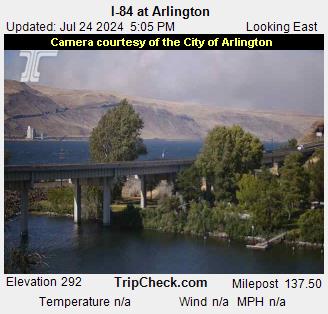 I-84 at Arlington
Updated: Jul 24 2024 5:05 PM Looking East
Camera courtesy of the City of Arlington
Elevation 292 TripCheck.com Milepost 137.50
Temperature n/a Wind n/a MPH n/a